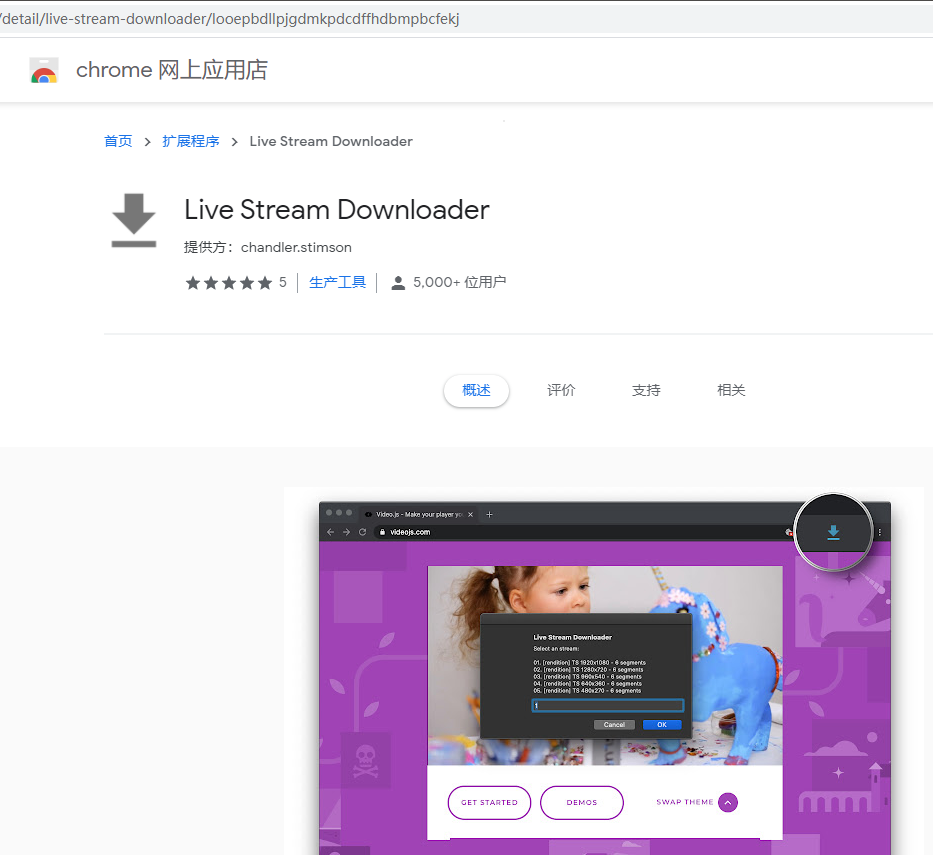 /detail/live-stream-downloader/looepbdllpjgdmkpdcdffhdbmpbcfekj
chrome 网上应用店
首页 > 扩展程序 > Live Stream Downloader
Live Stream Downloader
提供方：chandler.stimson
5 生产工具 5,000+ 位用户
概述 评价 支持 相关
Video.js - Make your player yo
videojs.com
Live Stream Downloader
Select an stream:
01. [rendition] TS 1920x1080 - 6 segments
02. [rendition] TS 1280x720 - 6 segments
03. [rendition] TS 960x540 - 6 segments
04. [rendition] TS 640x360 - 6 segments
05. [rendition] TS 480x270 - 6 segments
1
Cancel OK
GET STARTED DEMOS SWAP THEME